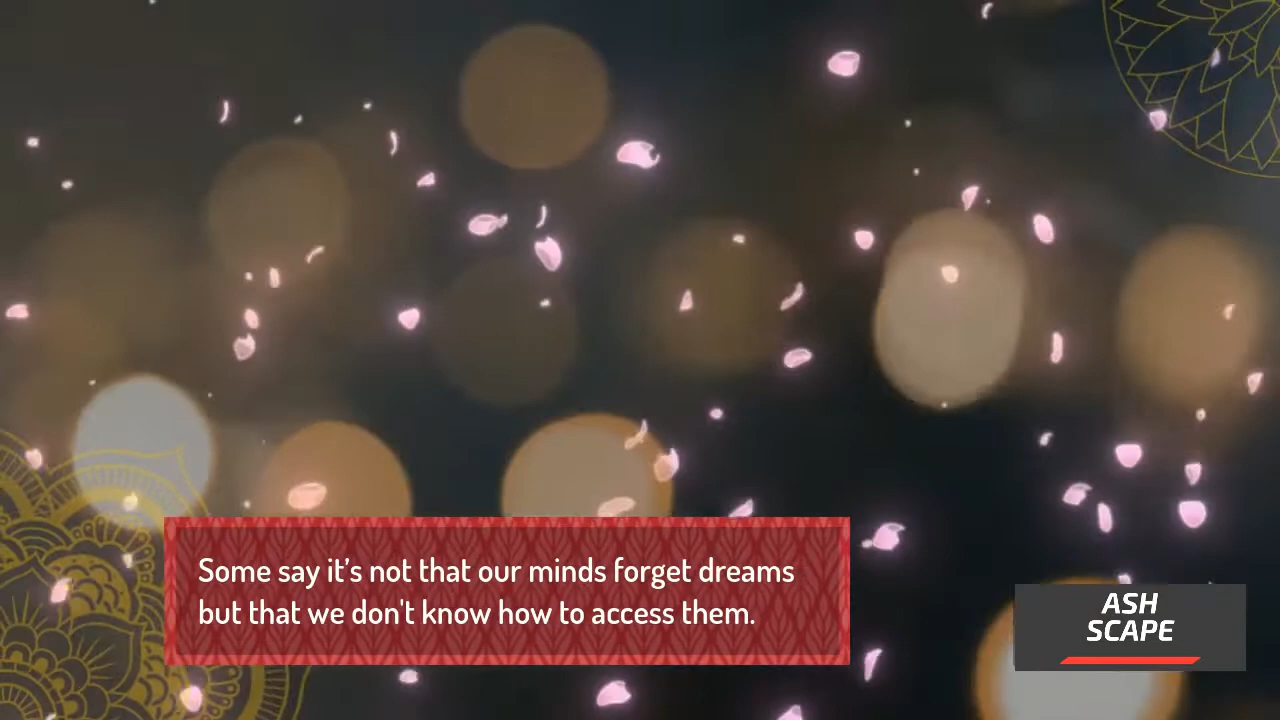 Some say it’s not that our minds forget dreams
but that we don't know how to access them.
ASH
SCAPE